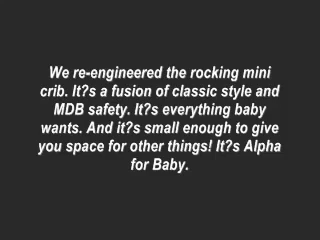 We re-engineered the rocking mini
crib. It?s a fusion of classic style and
MDB safety. It?s everything baby
wants. And it?s small enough to give
you space for other things! It?s Alpha
for Baby.